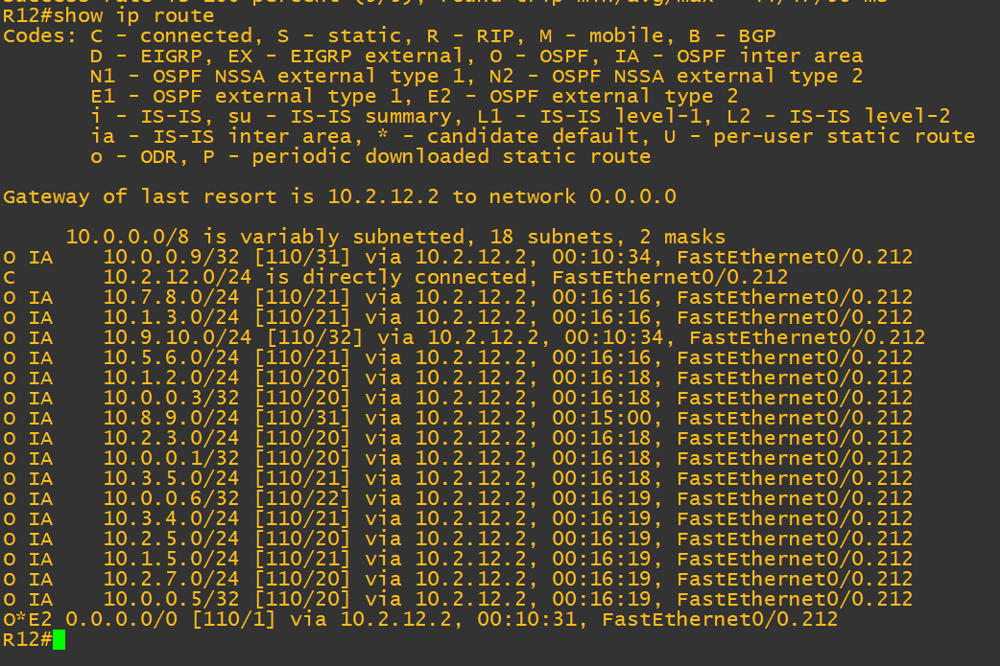 R12#show ip route
Codes: C - connected, S - static, R - RIP, M - mobile, B - BGP
       D - EIGRP, EX - EIGRP external, O - OSPF, IA - OSPF inter area
       N1 - OSPF NSSA external type 1, N2 - OSPF NSSA external type 2
       E1 - OSPF external type 1, E2 - OSPF external type 2
       i - IS-IS, su - IS-IS summary, L1 - IS-IS level-1, L2 - IS-IS level-2
       ia - IS-IS inter area, * - candidate default, U - per-user static route
       o - ODR, P - periodic downloaded static route

Gateway of last resort is 10.2.12.2 to network 0.0.0.0

     10.0.0.0/8 is variably subnetted, 18 subnets, 2 masks
O IA    10.0.0.9/32 [110/31] via 10.2.12.2, 00:10:34, FastEthernet0/0.212
C       10.2.12.0/24 is directly connected, FastEthernet0/0.212
O IA    10.7.8.0/24 [110/21] via 10.2.12.2, 00:16:16, FastEthernet0/0.212
O IA    10.1.3.0/24 [110/21] via 10.2.12.2, 00:16:16, FastEthernet0/0.212
O IA    10.9.10.0/24 [110/32] via 10.2.12.2, 00:10:34, FastEthernet0/0.212
O IA    10.5.6.0/24 [110/21] via 10.2.12.2, 00:16:16, FastEthernet0/0.212
O IA    10.1.2.0/24 [110/20] via 10.2.12.2, 00:16:18, FastEthernet0/0.212
O IA    10.0.0.3/32 [110/20] via 10.2.12.2, 00:16:18, FastEthernet0/0.212
O IA    10.8.9.0/24 [110/31] via 10.2.12.2, 00:15:00, FastEthernet0/0.212
O IA    10.2.3.0/24 [110/20] via 10.2.12.2, 00:16:18, FastEthernet0/0.212
O IA    10.0.0.1/32 [110/20] via 10.2.12.2, 00:16:18, FastEthernet0/0.212
O IA    10.3.5.0/24 [110/21] via 10.2.12.2, 00:16:18, FastEthernet0/0.212
O IA    10.0.0.6/32 [110/22] via 10.2.12.2, 00:16:19, FastEthernet0/0.212
O IA    10.3.4.0/24 [110/21] via 10.2.12.2, 00:16:19, FastEthernet0/0.212
O IA    10.2.5.0/24 [110/20] via 10.2.12.2, 00:16:19, FastEthernet0/0.212
O IA    10.1.5.0/24 [110/21] via 10.2.12.2, 00:16:19, FastEthernet0/0.212
O IA    10.2.7.0/24 [110/20] via 10.2.12.2, 00:16:19, FastEthernet0/0.212
O IA    10.0.0.5/32 [110/20] via 10.2.12.2, 00:16:19, FastEthernet0/0.212
O*E2 0.0.0.0/0 [110/1] via 10.2.12.2, 00:10:31, FastEthernet0/0.212
R12#